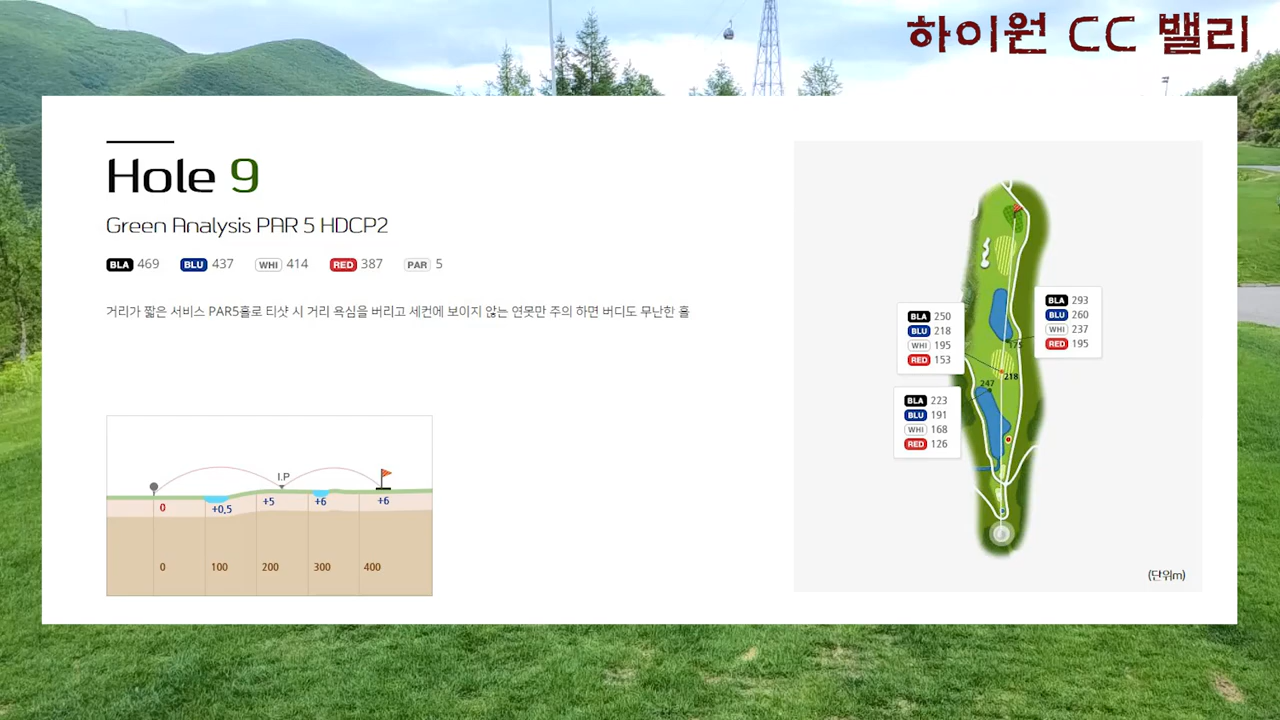 하이원 CC 밸리
Hole 9
Green Analysis PAR 5 HDCP2
BLA 469 BLU 437 WHI 414 RED 387 PAR 5
거리가 짧은 서비스 PAR5홀로 티샷 시 거리 욕심을 버리고 세컨에 보이지 않는 연못만 주의 하면 버디도 무난한 홀
I.P
0 +0,5 +5 +6 +6
0 100 200 300 400
BLA 293
BLU 260
WHI 237
RED 195
BLA 250
BLU 218
WHI 195
RED 153
175
218
247
BLA 223
BLU 191
WHI 168
RED 126
(단위m)